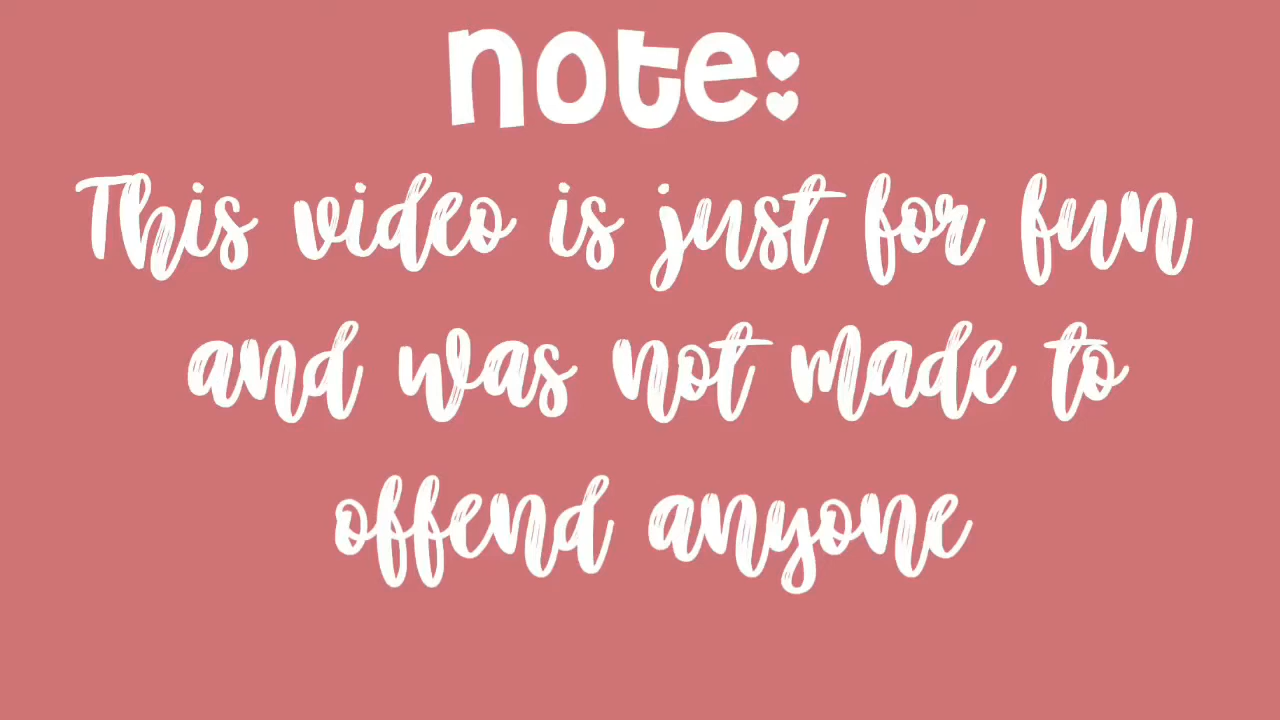 note:
This video is just for fun
and was not made to
offend anyone